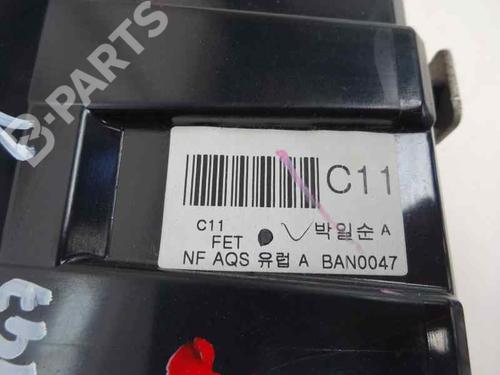 B-PARTS
C11
C11
FET 박일순 A
NF AQS 유럽 A BAN0047